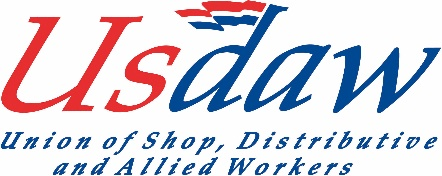 Usdaw
Union of Shop, Distributive
and Allied Workers